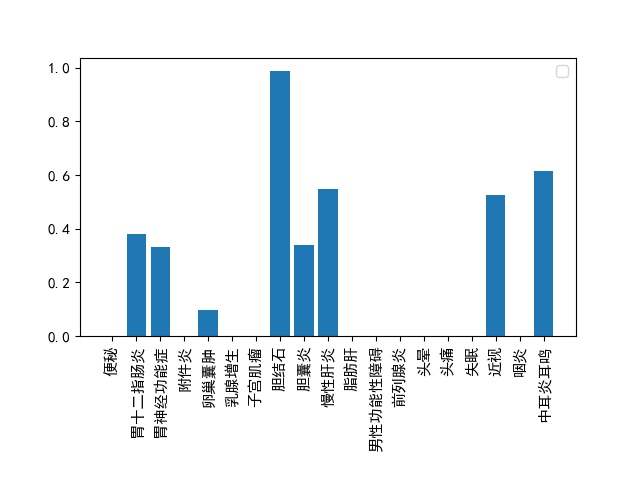 1.0
0.8
0.6
0.4
0.2
0.0
便秘
胃十二指肠炎
胃神经功能症
附件炎
卵巢囊肿
乳腺增生
子宫肌瘤
胆结石
胆囊炎
慢性肝炎
脂肪肝
男性功能性障碍
前列腺炎
头晕
头痛
失眠
近视
咽炎
中耳炎耳鸣